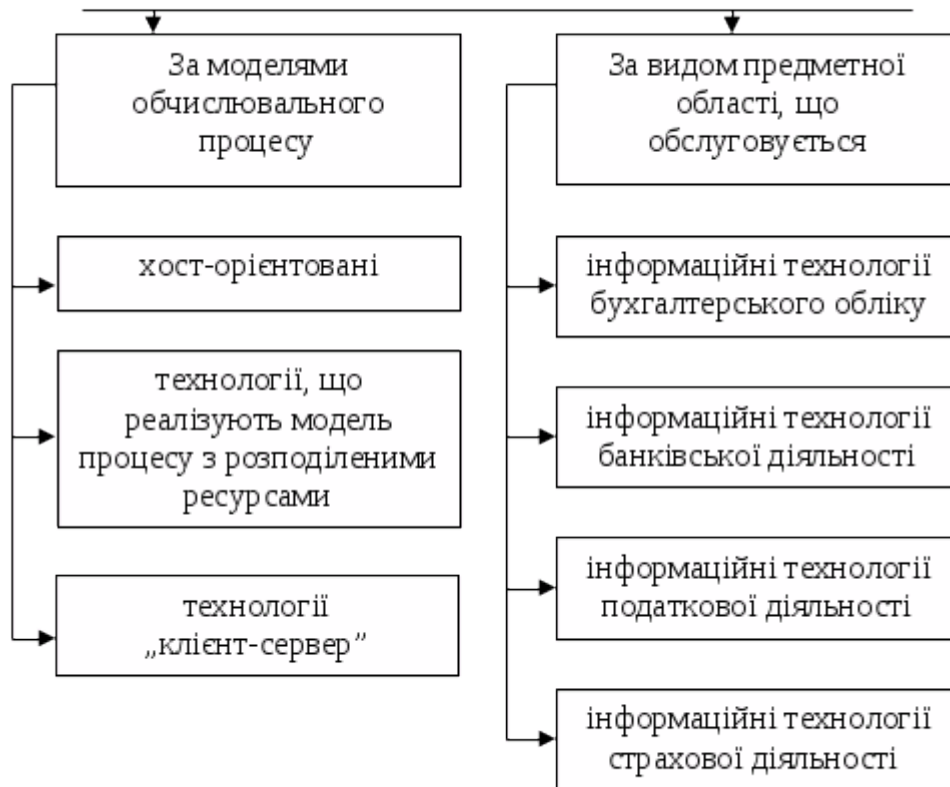 За моделями
обчислювального
процесу
хост-орієнтовані
технології, що
реалізують модель
процесу з розподіленими
ресурсами
технології
„клієнт-сервер”
За видом предметної
області, що
обслуговується
інформаційні технології
бухгалтерського обліку
інформаційні технології
банківської діяльності
інформаційні технології
податкової діяльності
інформаційні технології
страхової діяльності